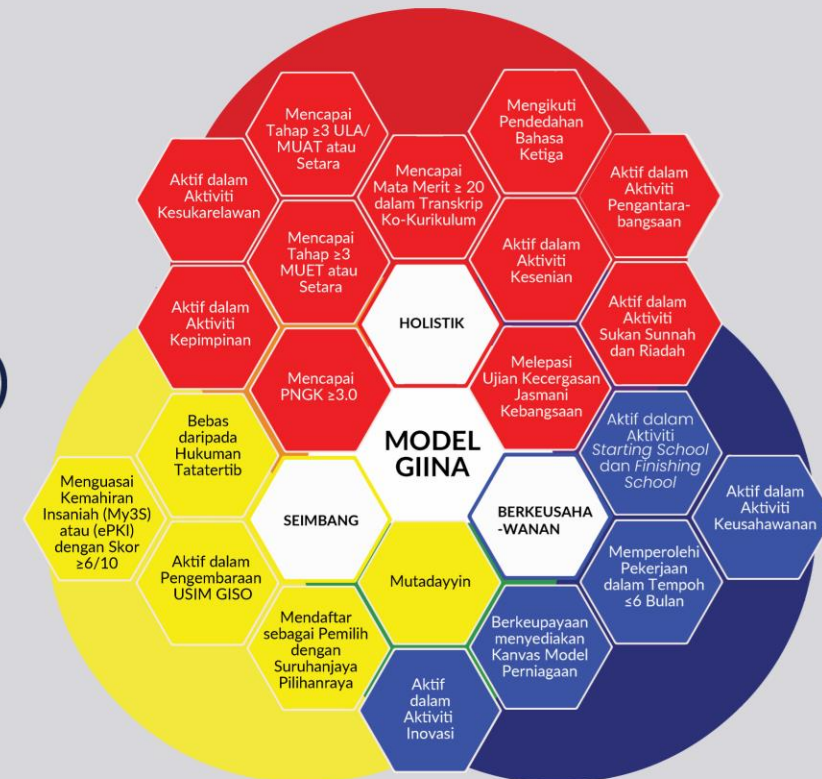 Mencapai
Tahap ≥3 ULA/
MUAT atau
Setara
Mengikuti
Pendedahan
Bahasa
Ketiga
Aktif dalam
Aktiviti
Kesukarelawan
Mencapai
Mata Merit ≥ 20
dalam Transkrip
Ko-Kurikulum
Aktif dalam
Aktiviti
Pengantara-
bangsaan
Mencapai
Tahap ≥3
MUET atau
Setara
Aktif dalam
Aktiviti
Kesenian
Aktif dalam
Aktiviti
Kepimpinan
HOLISTIK
Aktif dalam
Aktiviti
Sukan Sunnah
dan Riadah
Mencapai
PNGK ≥3.0
Melepasi
Ujian Kecergasan
Jasmani
Kebangsaan
Bebas
daripada
Hukuman
Tatatertib
MODEL
GIINA
Aktif dalam
Aktiviti
Starting School
dan Finishing
School
Menguasai
Kemahiran
Insaniah (My3S)
atau (ePKI)
dengan Skor
≥6/10
SEIMBANG
BERKEUSAHA
-WANAN
Aktif dalam
Aktiviti
Keusahawanan
Aktif dalam
Pengembaraan
USIM GISO
Mutadayyin
Memperolehi
Pekerjaan
dalam Tempoh
≤6 Bulan
Mendaftar
sebagai Pemilih
dengan
Suruhanjaya
Pilihanraya
Berkeupayaan
menyediakan
Kanvas Model
Perniagaan
Aktif
dalam
Aktiviti
Inovasi